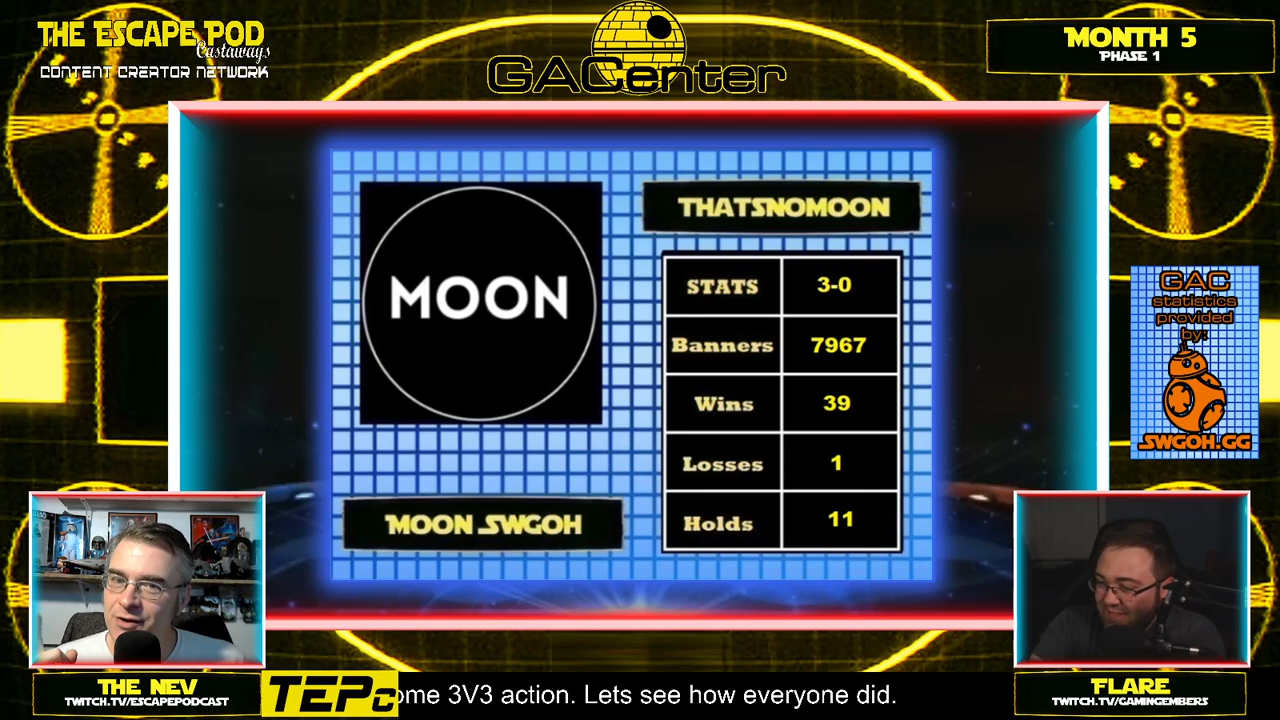 THE ESCAPE POD
Castaways
CONTENT CREATOR NETWORK
GACenter
MONTH 5
PHASE 1
MOON
THATSNOMOON
STATS 3-0
Banners 7967
Wins 39
Losses 1
Holds 11
MOON SWGOH
GAC
statistics
provided
by:
SWGOH.GG
THE NEV
TWITCH.TV/ESCAPEPODCAST
TEPc
ome 3V3 action. Lets see how everyone did.
FLARE
TWITCH.TV/GAMINGEMBERS